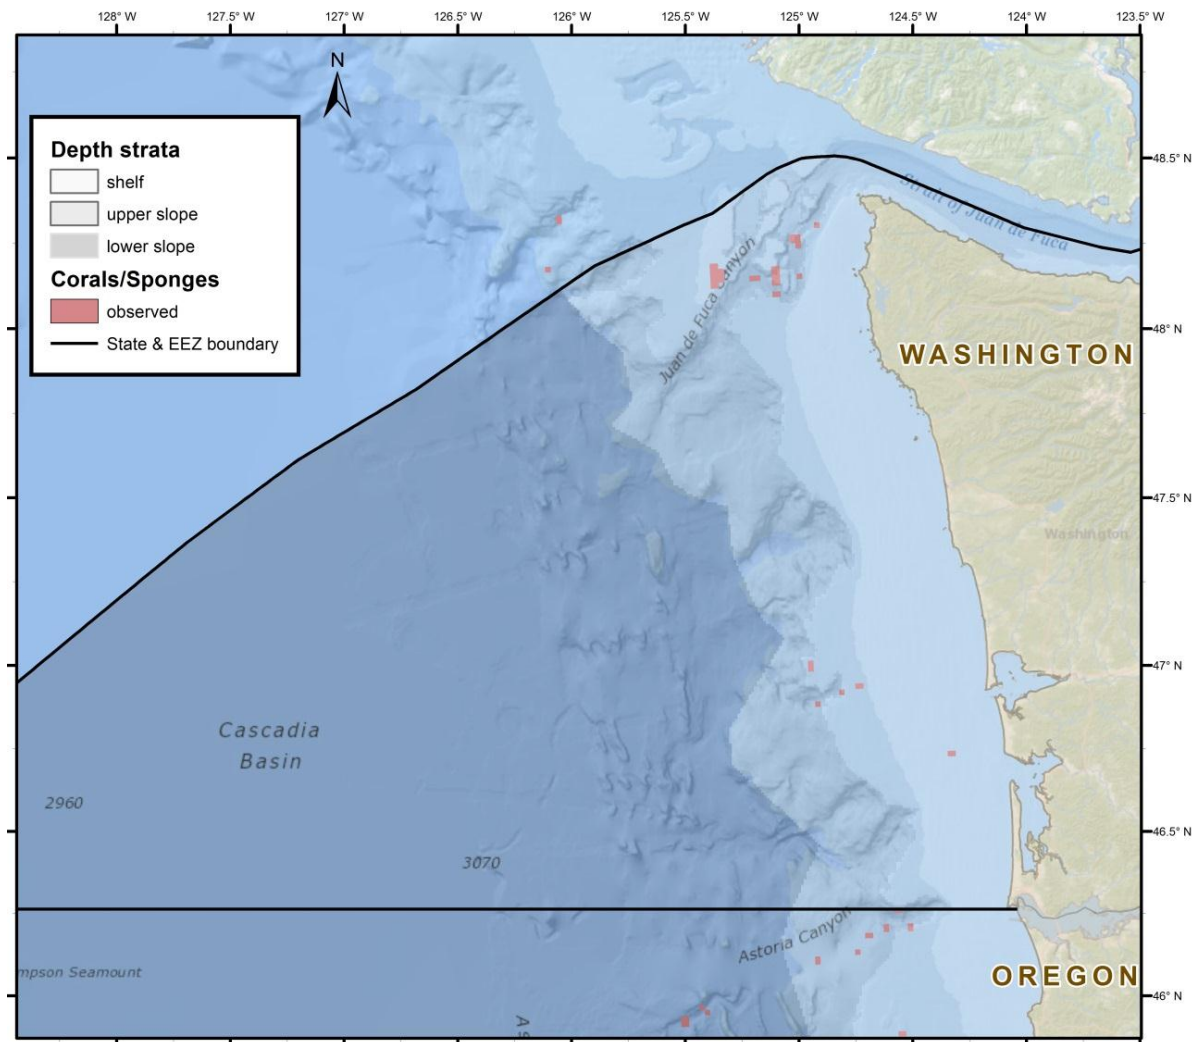 128° W 127.5° W 127° W 126.5° W 126° W 125.5° W 125° W 124.5° W 124° W 123.5° W
N
Depth strata
shelf
upper slope
lower slope
Corals/Sponges
observed
State & EEZ boundary
48.5° N
Strait of Juan de Fuca
Juan de Fuca Canyon
48° N
WASHINGTON
47.5° N
Washington
47° N
Cascadia
Basin
2960
46.5° N
3070
Astoria Canyon
mpson Seamount
OREGON
46° N
As